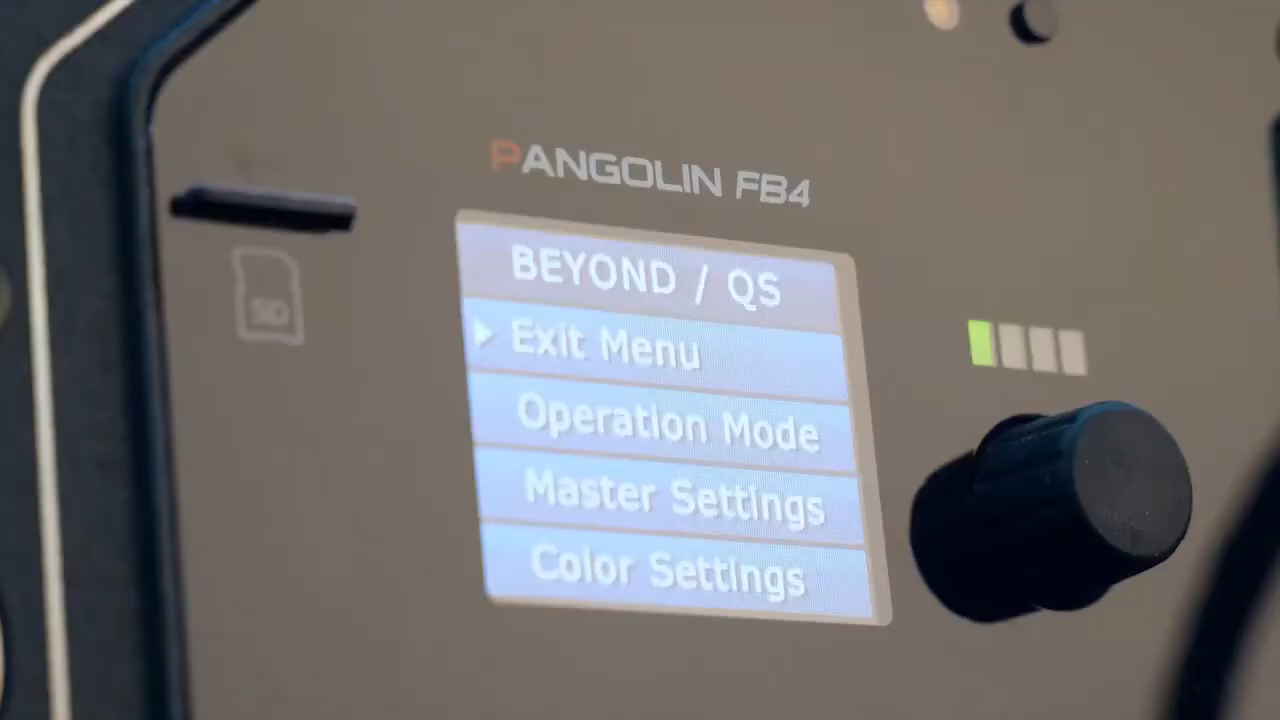 PANGOLIN FB4
SD
BEYOND / QS
Exit Menu
Operation Mode
Master Settings
Color Settings